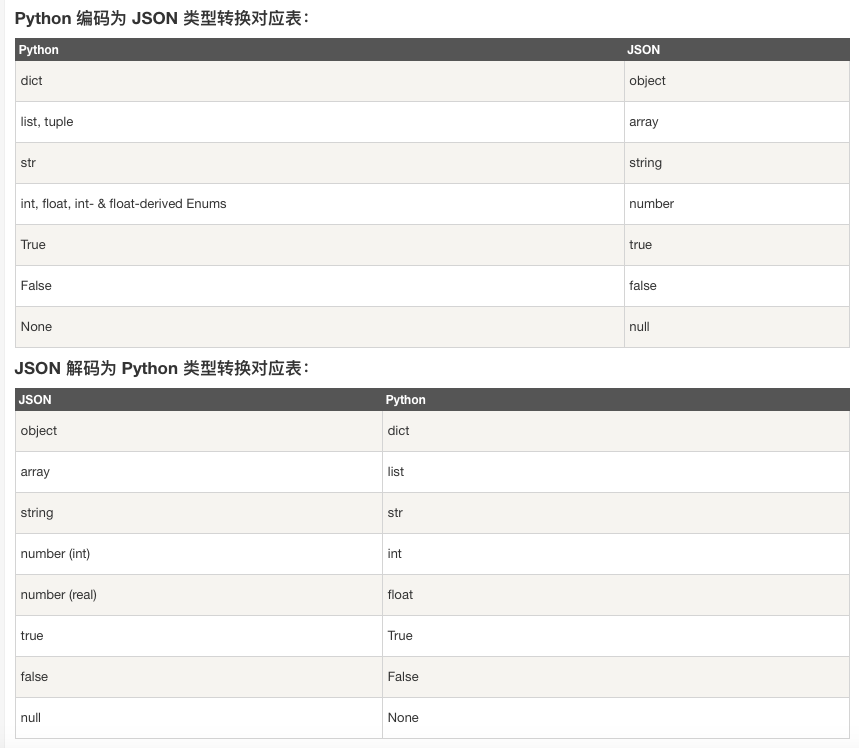 Python 编码为 JSON 类型转换对应表：
Python JSON
dict object
list, tuple array
str string
int, float, int- & float-derived Enums number
True true
False false
None null
JSON 解码为 Python 类型转换对应表：
JSON Python
object dict
array list
string str
number (int) int
number (real) float
true True
false False
null None